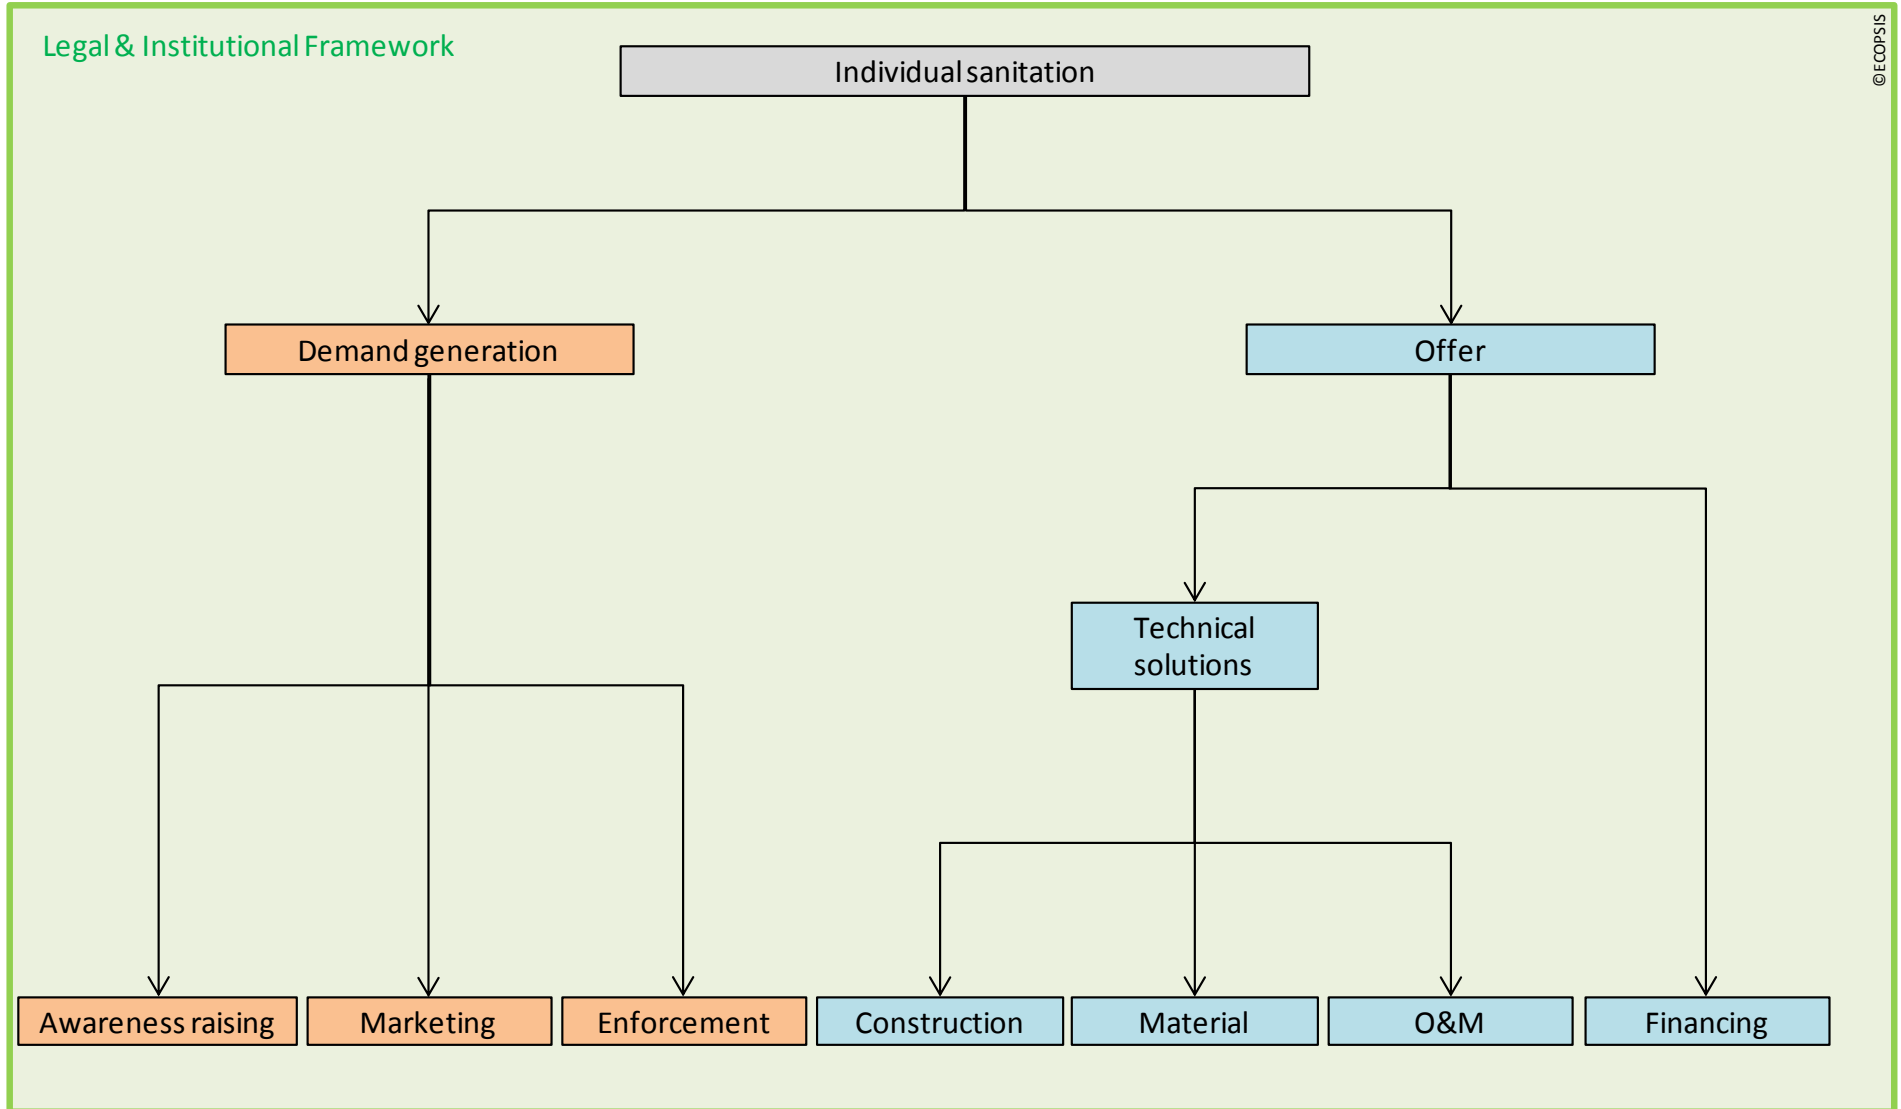 Legal & Institutional Framework
©ECOPSIS
Individual sanitation
Demand generation
Offer
Technical
solutions
Awareness raising
Marketing
Enforcement
Construction
Material
O&M
Financing